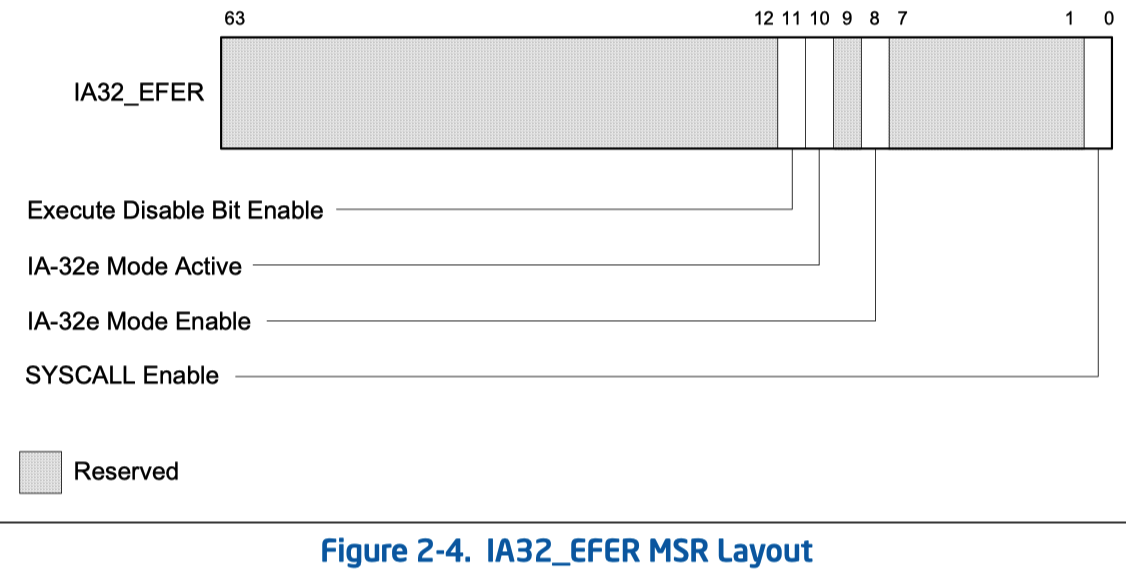 63 12 11 10 9 8 7 1 0
IA32_EFER
Execute Disable Bit Enable
IA-32e Mode Active
IA-32e Mode Enable
SYSCALL Enable
Reserved
Figure 2-4. IA32_EFER MSR Layout